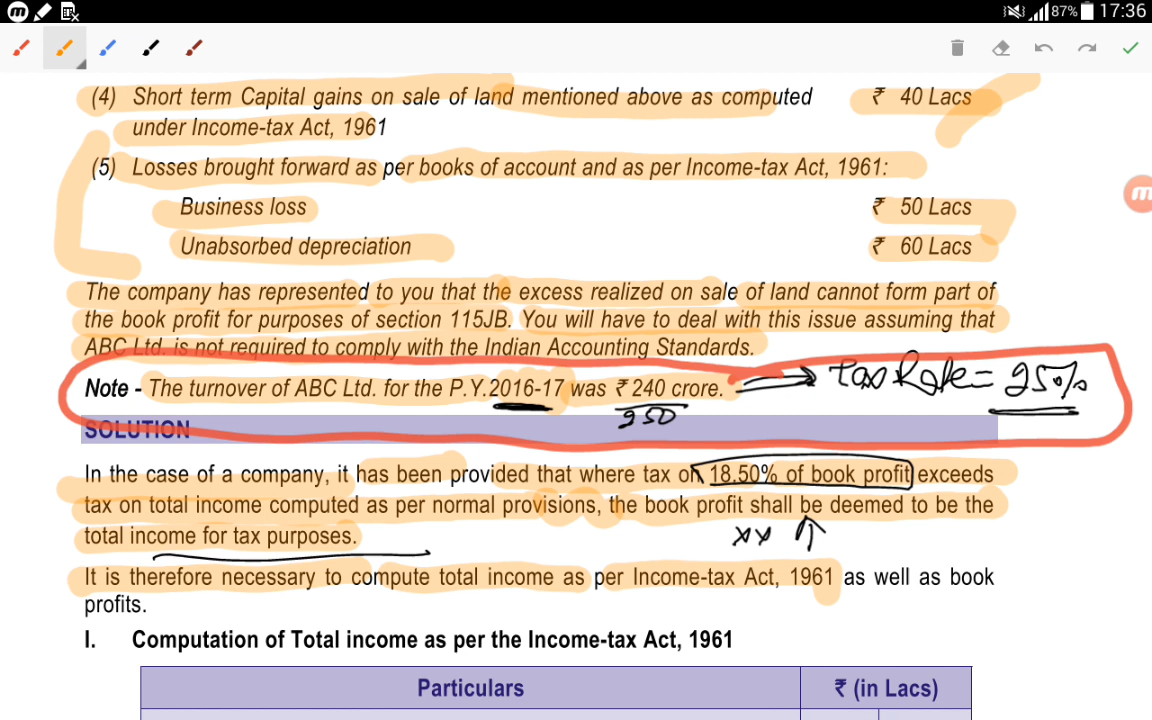 87% 17:36
(4) Short term Capital gains on sale of land mentioned above as computed ₹ 40 Lacs
under Income-tax Act, 1961
(5) Losses brought forward as per books of account and as per Income-tax Act, 1961:
Business loss ₹ 50 Lacs
Unabsorbed depreciation ₹ 60 Lacs
The company has represented to you that the excess realized on sale of land cannot form part of
the book profit for purposes of section 115JB. You will have to deal with this issue assuming that
ABC Ltd. is not required to comply with the Indian Accounting Standards.
Note - The turnover of ABC Ltd. for the P.Y.2016-17 was ₹ 240 crore. Tax Rate = 25%
250
SOLUTION
In the case of a company, it has been provided that where tax on 18.50% of book profit exceeds
tax on total income computed as per normal provisions, the book profit shall be deemed to be the
total income for tax purposes. xx
It is therefore necessary to compute total income as per Income-tax Act, 1961 as well as book
profits.
I. Computation of Total income as per the Income-tax Act, 1961
Particulars ₹ (in Lacs)